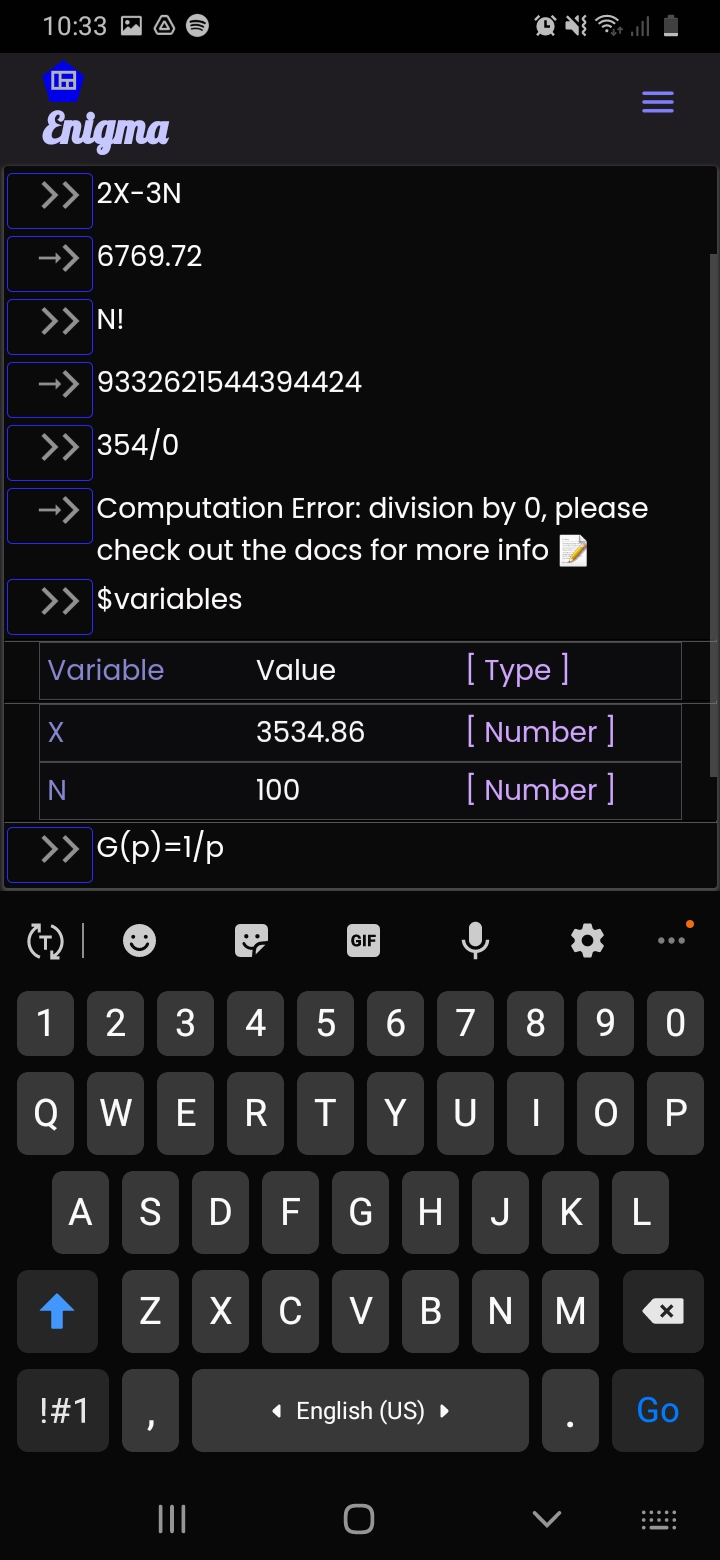 10:33
Enigma
2X-3N
6769.72
N!
9332621544394424
354/0
Computation Error: division by 0, please
check out the docs for more info 📝
$variables
Variable Value [ Type ]
X 3534.86 [ Number ]
N 100 [ Number ]
G(p)=1/p
T GIF
1 2 3 4 5 6 7 8 9 0
Q W E R T Y U I O P
A S D F G H J K L
Z X C V B N M
!#1 , English (US) . Go